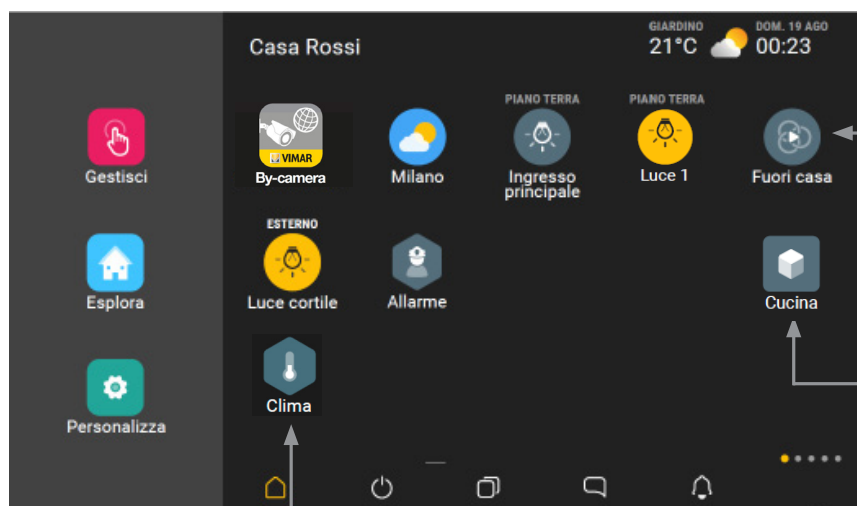 Casa Rossi
GIARDINO
21°C
DOM. 19 AGO
00:23
Gestisci
Esplora
Personalizza
VIMAR
By-camera
Milano
PIANO TERRA
Ingresso
principale
PIANO TERRA
Luce 1
Fuori casa
ESTERNO
Luce cortile
Allarme
Cucina
Clima